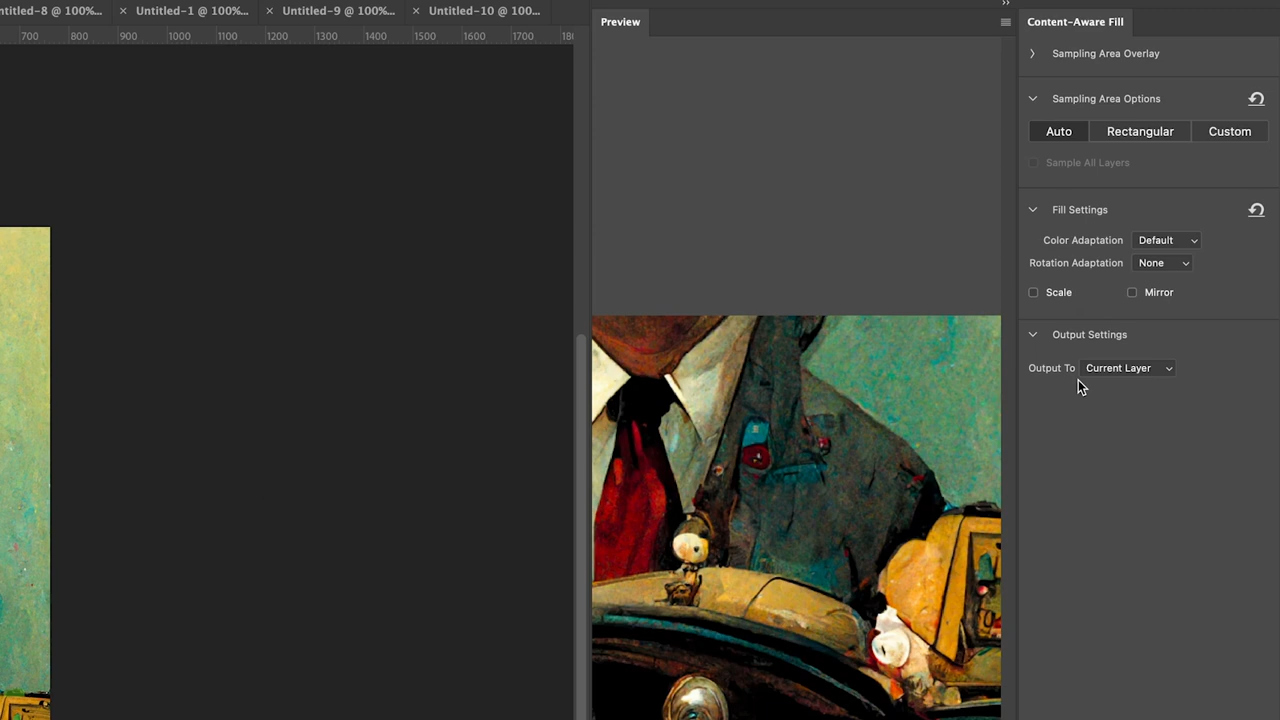 ntitled-8 @ 100%...
Untitled-1 @ 100%...
Untitled-9 @ 100%...
Untitled-10 @ 100...
700 800 900 1000 1100 1200 1300 1400 1500 1600 1700 180
Preview
Content-Aware Fill
Sampling Area Overlay
Sampling Area Options
Auto Rectangular Custom
Sample All Layers
Fill Settings
Color Adaptation Default
Rotation Adaptation None
Scale Mirror
Output Settings
Output To Current Layer